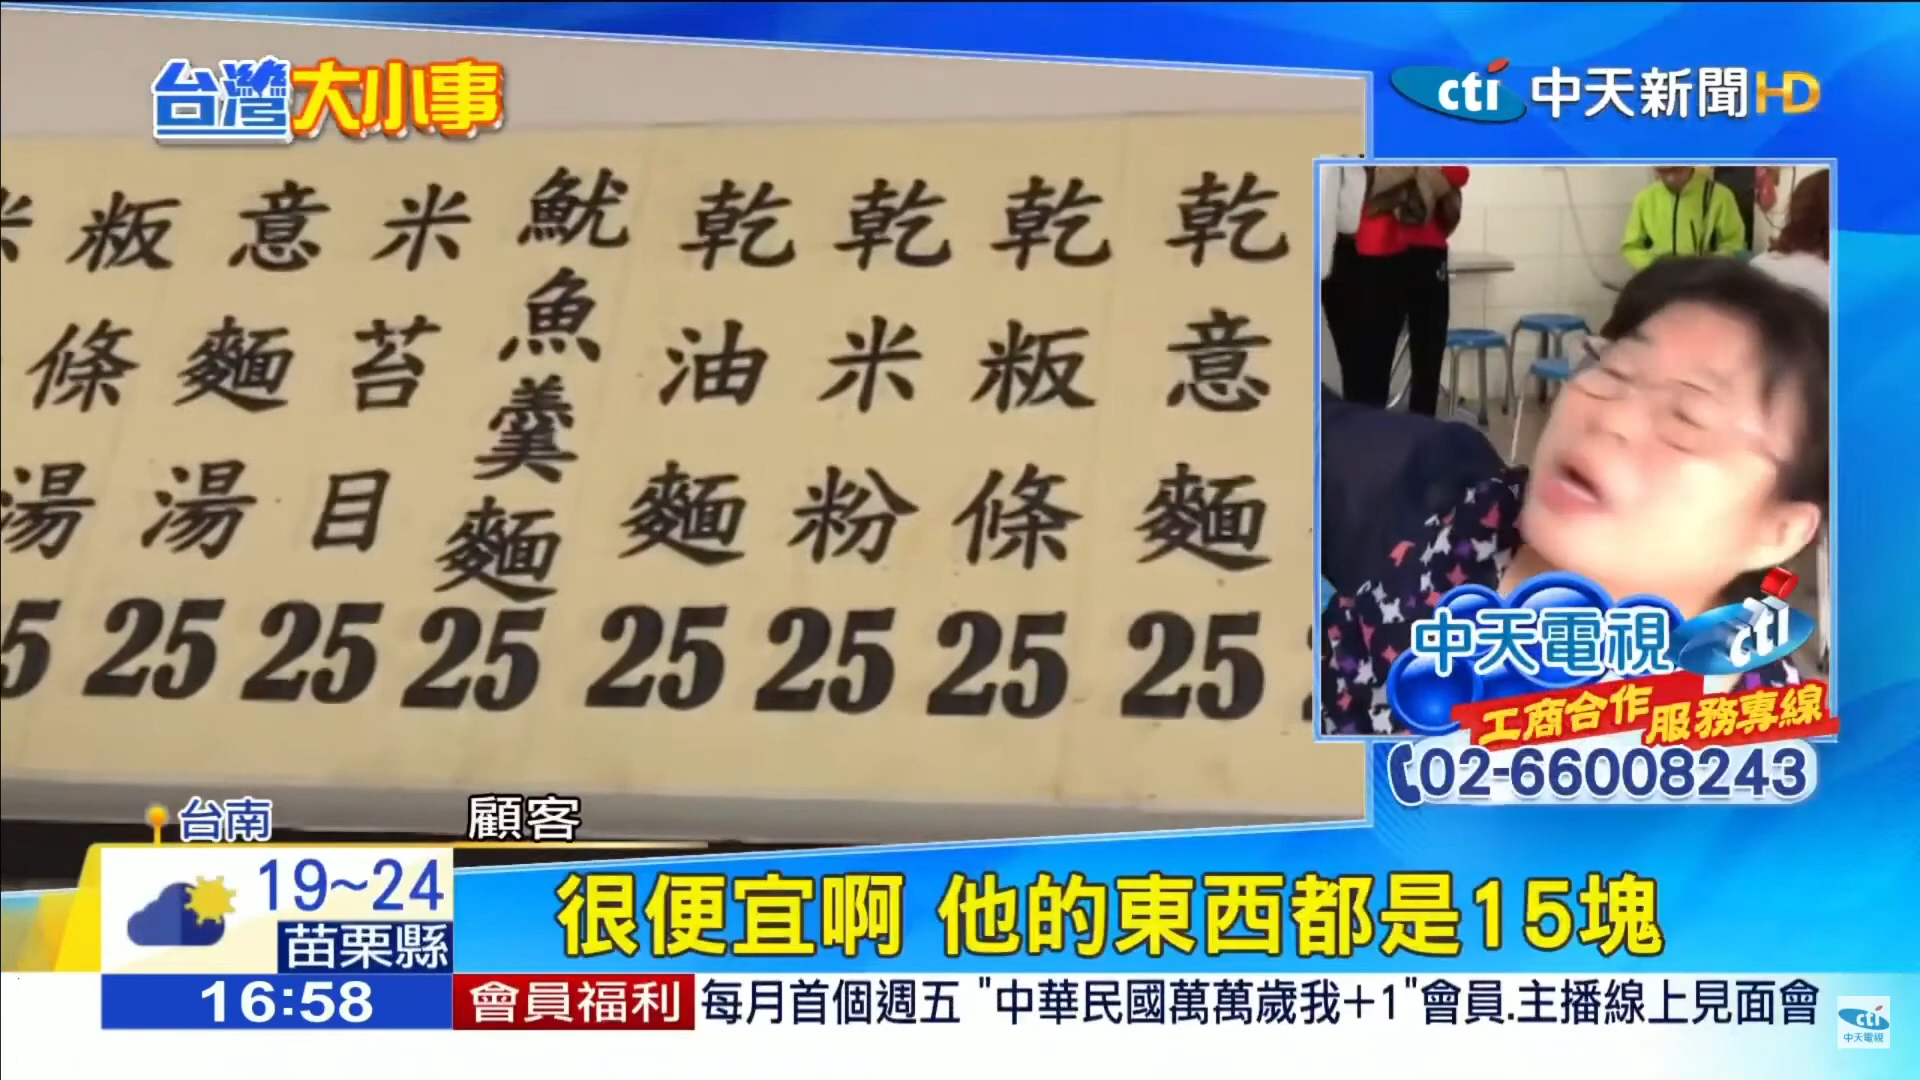 台灣大小事
cti 中天新聞HD
乾意麵 25
乾粄條 25
乾米粉 25
乾油麵 25
魷魚羹麵 25
米苔目 25
意麵湯 25
粄條湯
中天電視 cti
工商合作 服務專線
02-66008243
台南
顧客
19~24
苗栗縣
很便宜啊 他的東西都是15塊
16:58
會員福利
每月首個週五 "中華民國萬萬歲我+1"會員.主播線上見面會
cti
中天電視